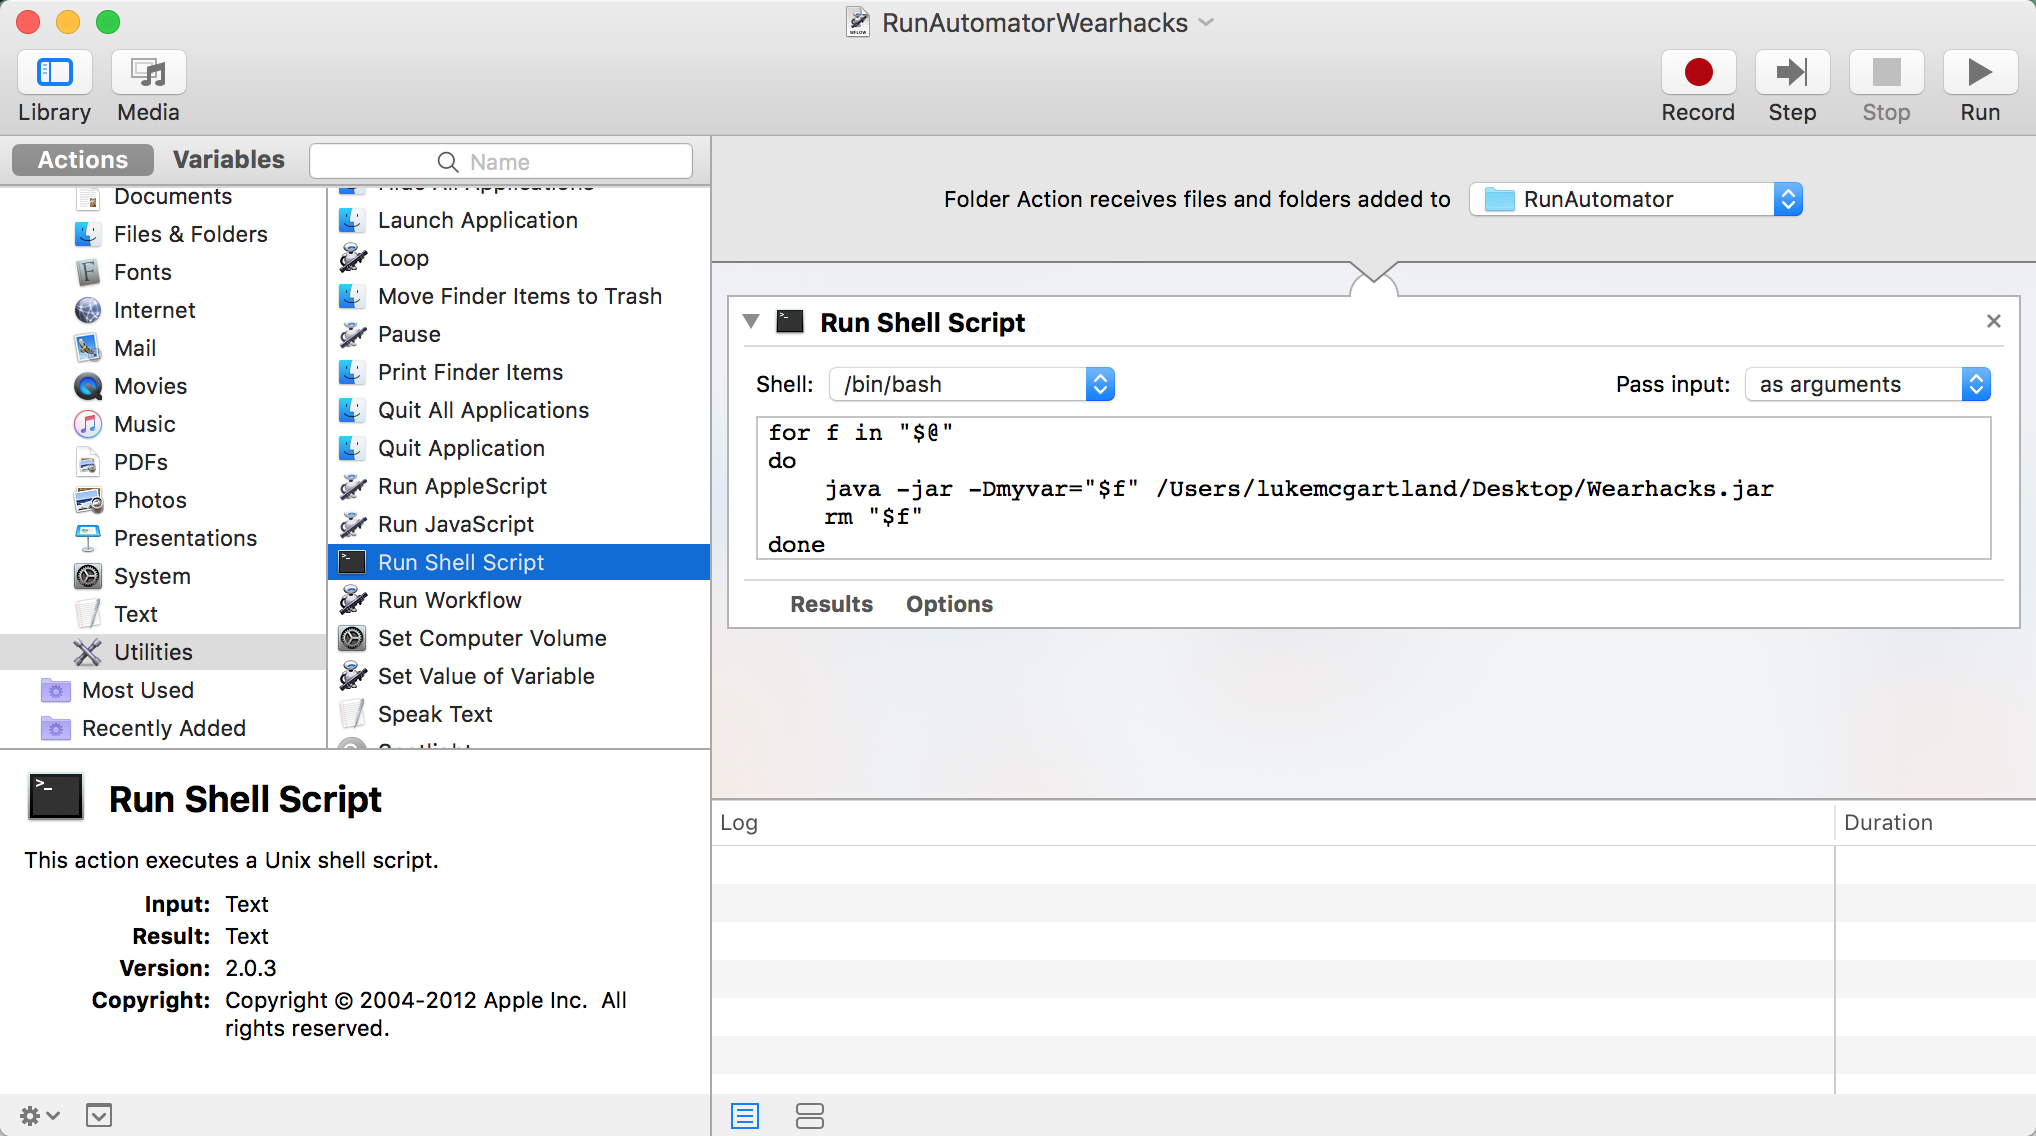 RunAutomatorWearhacks
Library
Media
Record
Step
Stop
Run
Actions
Variables
Name
Documents
Files & Folders
Fonts
Internet
Mail
Movies
Music
PDFs
Photos
Presentations
System
Text
Utilities
Most Used
Recently Added
Hide All Applications
Launch Application
Loop
Move Finder Items to Trash
Pause
Print Finder Items
Quit All Applications
Quit Application
Run AppleScript
Run JavaScript
Run Shell Script
Run Workflow
Set Computer Volume
Set Value of Variable
Speak Text
Run Shell Script
This action executes a Unix shell script.
Input: Text
Result: Text
Version: 2.0.3
Copyright: Copyright © 2004-2012 Apple Inc. All
rights reserved.
Folder Action receives files and folders added to RunAutomator
Run Shell Script
Shell: /bin/bash
Pass input: as arguments
for f in "$@"
do
java -jar -Dmyvar="$f" /Users/lukemcgartland/Desktop/Wearhacks.jar
rm "$f"
done
Results Options
Log
Duration